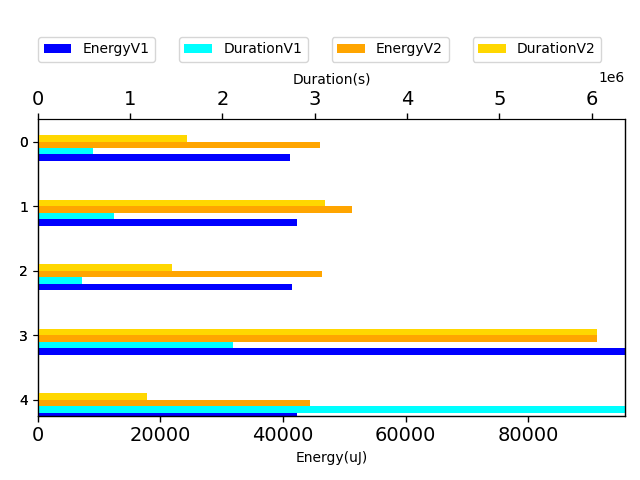 EnergyV1 DurationV1 EnergyV2 DurationV2
Duration(s)
1e6
0 1 2 3 4 5 6
0
1
2
3
4
0 20000 40000 60000 80000
Energy(uJ)